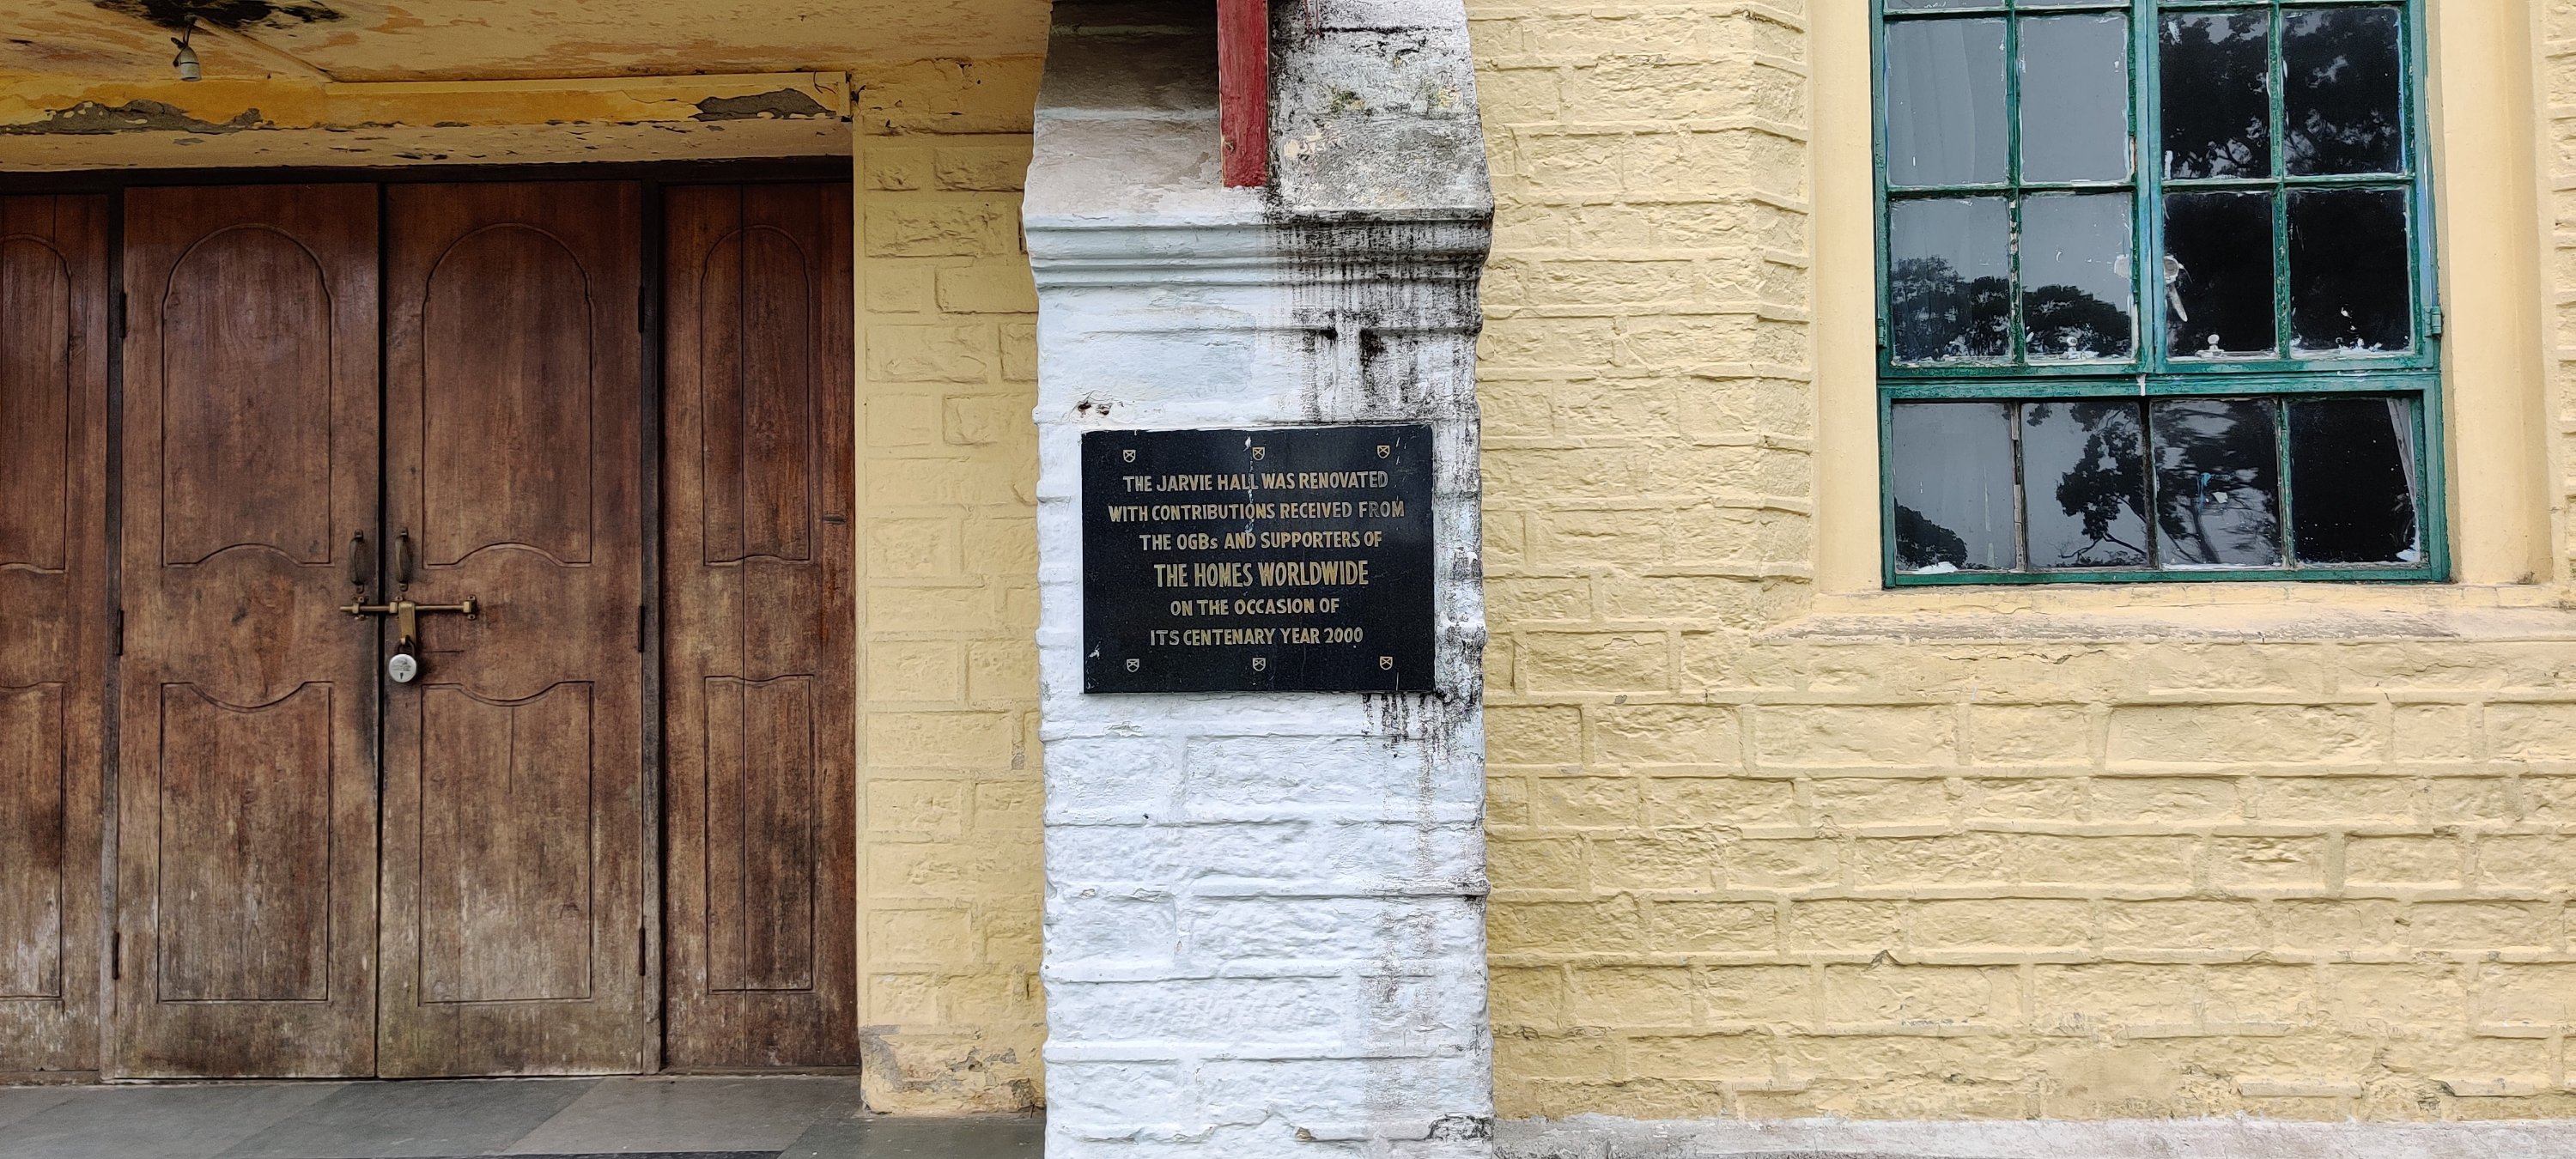 THE JARVIE HALL WAS RENOVATED
WITH CONTRIBUTIONS RECEIVED FROM
THE OGBs AND SUPPORTERS OF
THE HOMES WORLDWIDE
ON THE OCCASION OF
ITS CENTENARY YEAR 2000